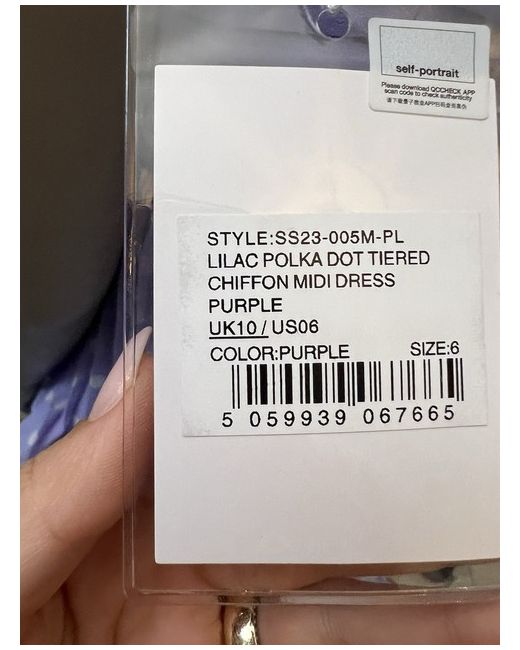 self-portrait
Please download QCCHECK APP
scan code to check authenticity
STYLE:SS23-005M-PL
LILAC POLKA DOT TIERED
CHIFFON MIDI DRESS
PURPLE
UK10 / US06
COLOR:PURPLE SIZE:6
5 059939 067665